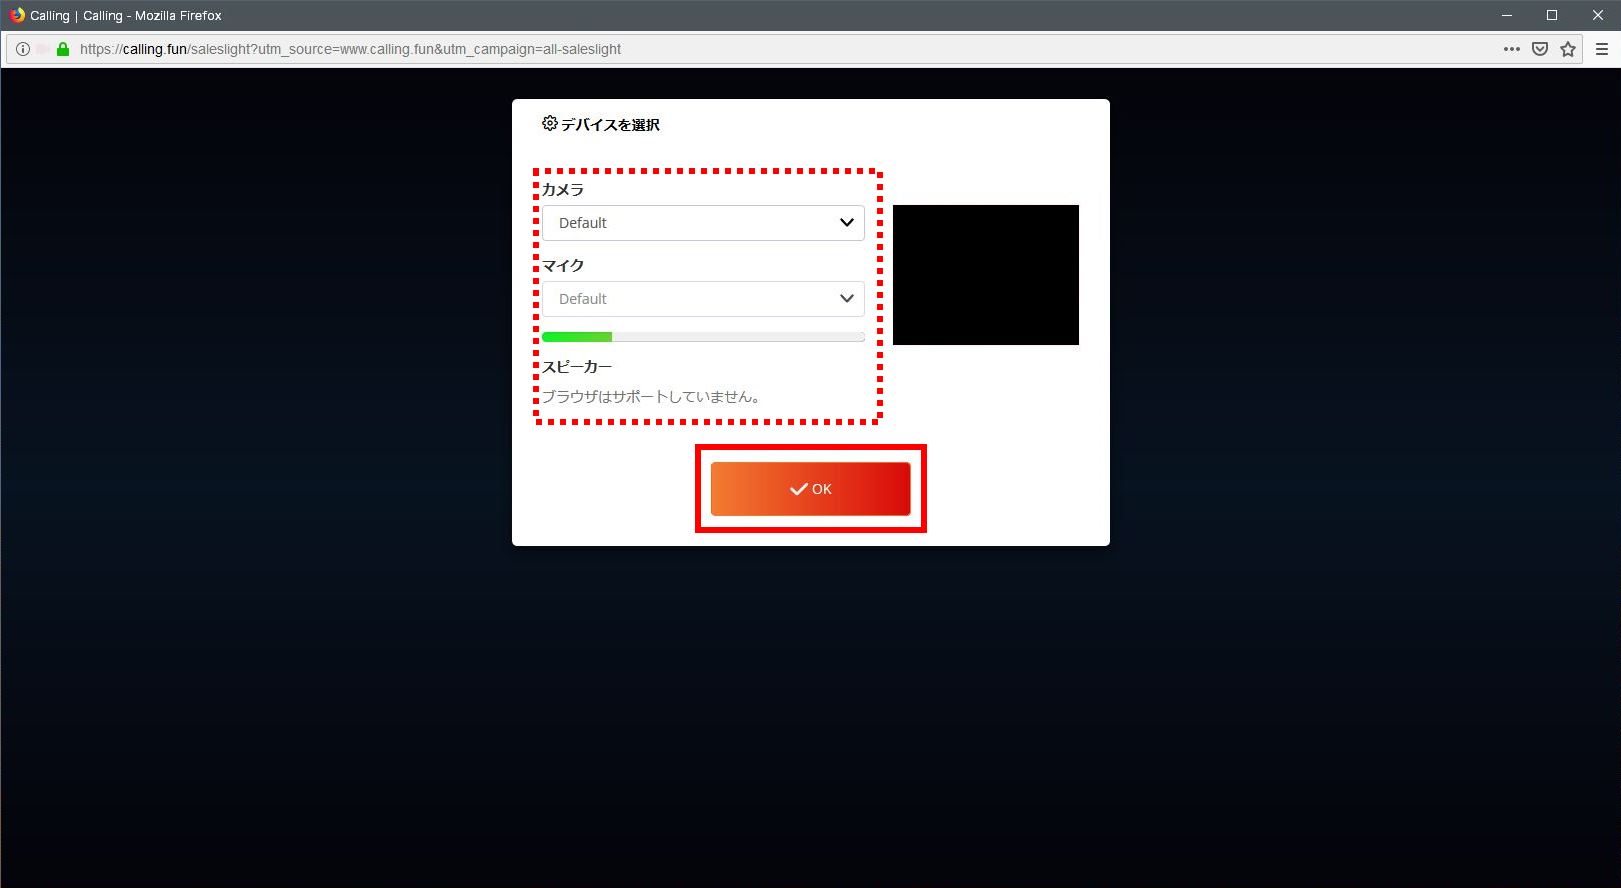 Calling | Calling - Mozilla Firefox
https://calling.fun/saleslight?utm_source=www.calling.fun&utm_campaign=all-saleslight
デバイスを選択
カメラ
Default
マイク
Default
スピーカー
ブラウザはサポートしていません。
OK